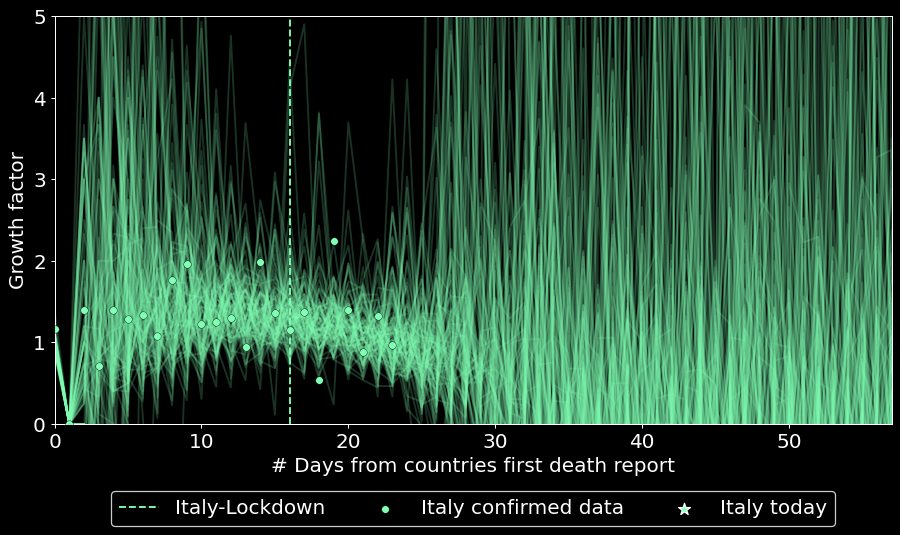 5
4
3
2
1
0
Growth factor
0 10 20 30 40 50
# Days from countries first death report
Italy-Lockdown Italy confirmed data Italy today